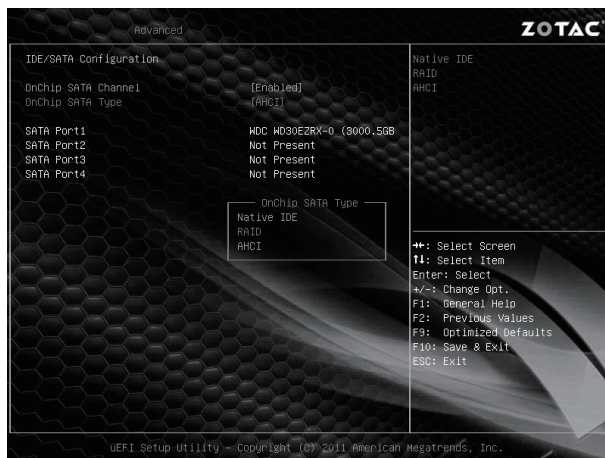 Advanced
ZOTAC
IDE/SATA Configuration
OnChip SATA Channel [Enabled]
OnChip SATA Type [AHCI]
SATA Port1 WDC WD30EZRX-0 (3000.5GB
SATA Port2 Not Present
SATA Port3 Not Present
SATA Port4 Not Present
OnChip SATA Type
Native IDE
RAID
AHCI
Native IDE
RAID
AHCI
→←: Select Screen
↑↓: Select Item
Enter: Select
+/-: Change Opt.
F1: General Help
F2: Previous Values
F9: Optimized Defaults
F10: Save & Exit
ESC: Exit
uEFI Setup Utility - Copyright (C) 2011 American Megatrends, Inc.